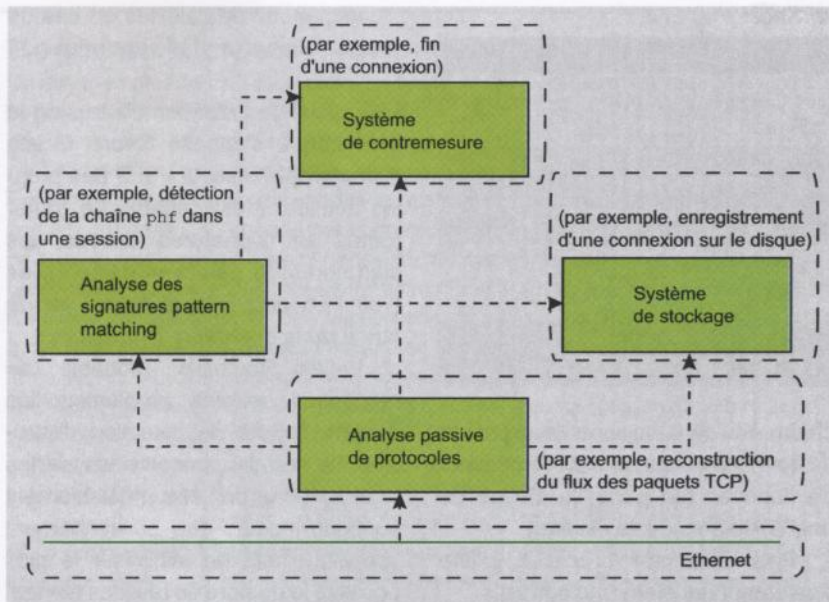 (par exemple, fin
d'une connexion)
Système
de contremesure
(par exemple, détection
de la chaîne phf dans
une session)
Analyse des
signatures pattern
matching
(par exemple, enregistrement
d'une connexion sur le disque)
Système
de stockage
Analyse passive
de protocoles
(par exemple, reconstruction
du flux des paquets TCP)
Ethernet